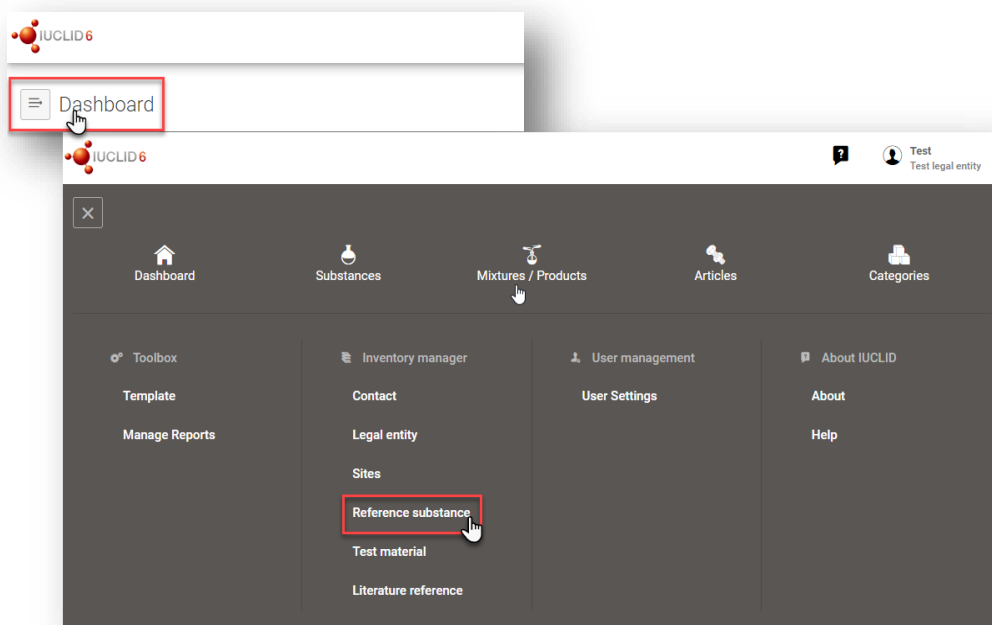 IUCLID 6
Dashboard
IUCLID 6
?
Test
Test legal entity
Dashboard
Substances
Mixtures / Products
Articles
Categories
Toolbox
Template
Manage Reports
Inventory manager
Contact
Legal entity
Sites
Reference substance
Test material
Literature reference
User management
User Settings
About IUCLID
About
Help